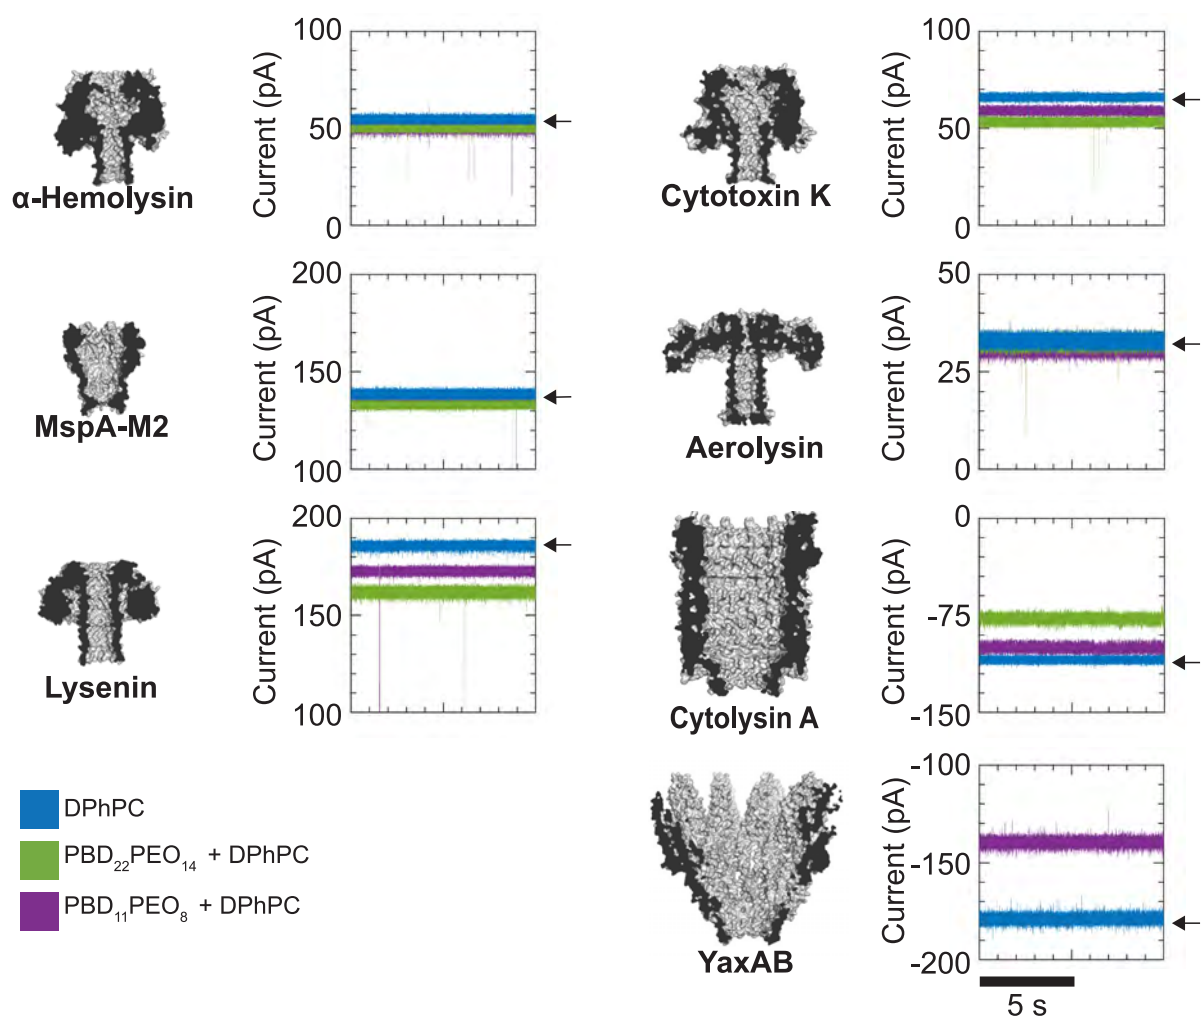 100
Current (pA)
50
0
α-Hemolysin
100
Current (pA)
50
0
Cytotoxin K
200
Current (pA)
150
100
MspA-M2
50
Current (pA)
25
0
Aerolysin
200
Current (pA)
150
100
Lysenin
0
Current (pA)
-75
-150
Cytolysin A
-100
Current (pA)
-150
-200
YaxAB
5 s
DPhPC
PBD₂₂PEO₁₄ + DPhPC
PBD₁₁PEO₈ + DPhPC